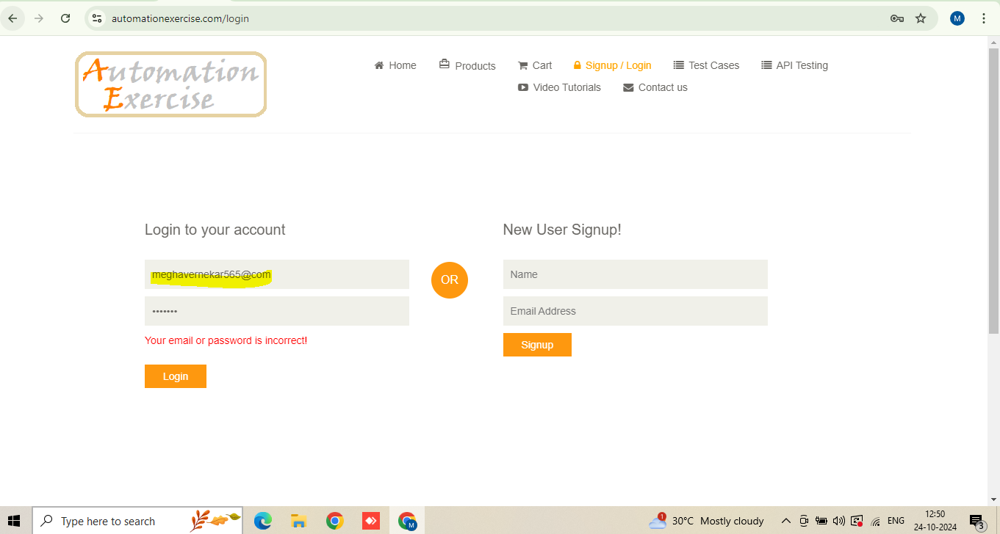 automationexercise.com/login
M
Automation
Exercise
Home Products Cart Signup / Login Test Cases API Testing
Video Tutorials Contact us
Login to your account
New User Signup!
meghavernekar565@com
OR
Name
•••••••
Email Address
Your email or password is incorrect!
Signup
Login
Type here to search
M
1
30°C Mostly cloudy
ENG
12:50
24-10-2024
3